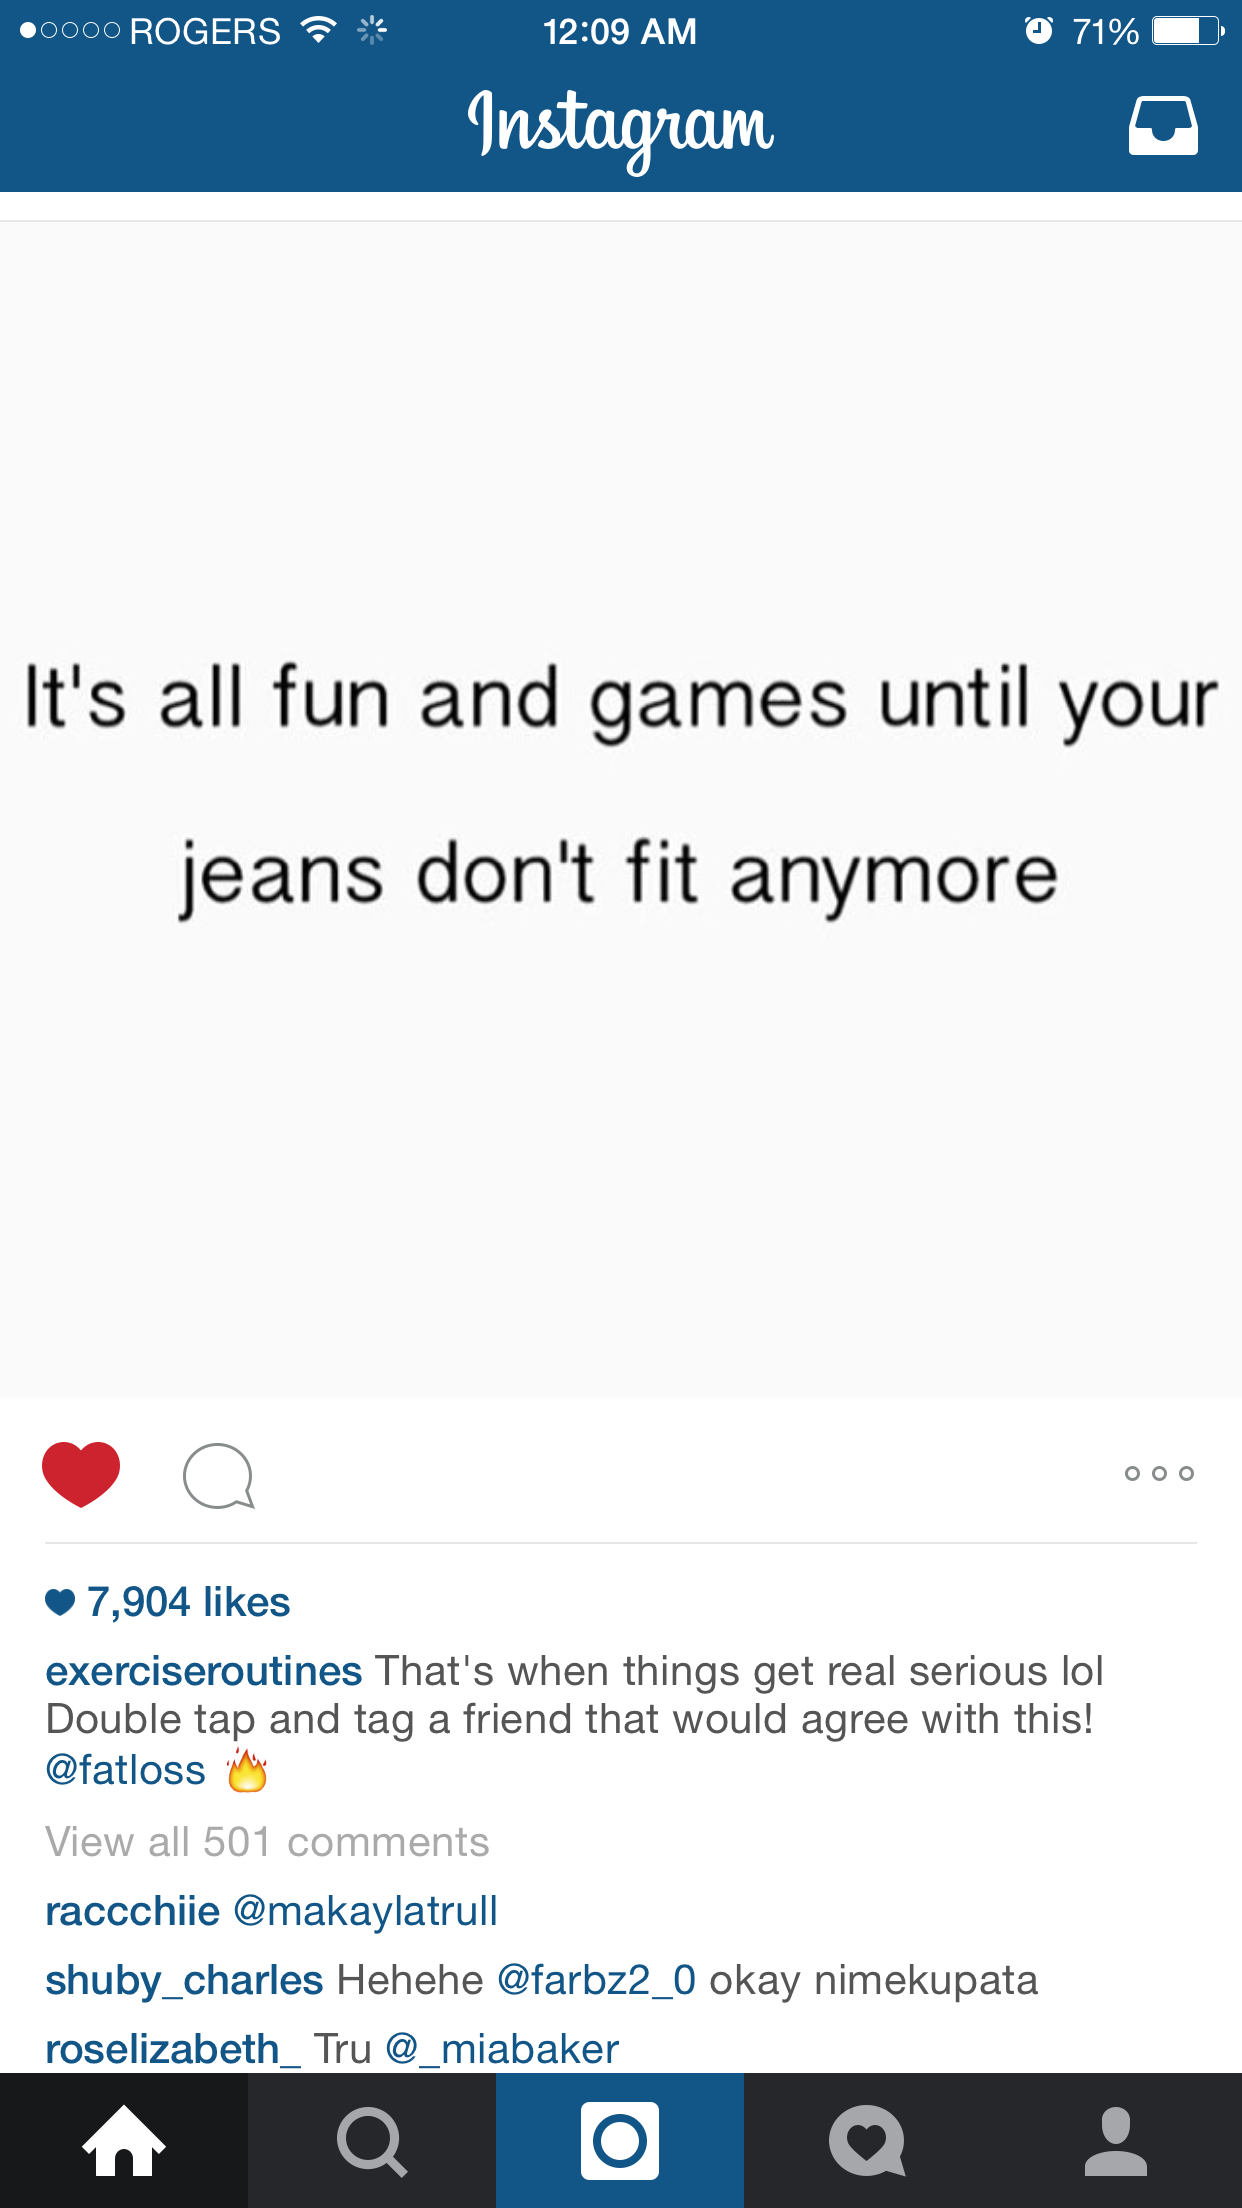 ROGERS 12:09 AM 71%
Instagram
It's all fun and games until your
jeans don't fit anymore
7,904 likes
exerciseroutines That's when things get real serious lol
Double tap and tag a friend that would agree with this!
@fatloss 🔥
View all 501 comments
raccchiie @makaylatrull
shuby_charles Hehehe @farbz2_0 okay nimekupata
roselizabeth_ Tru @_miabaker